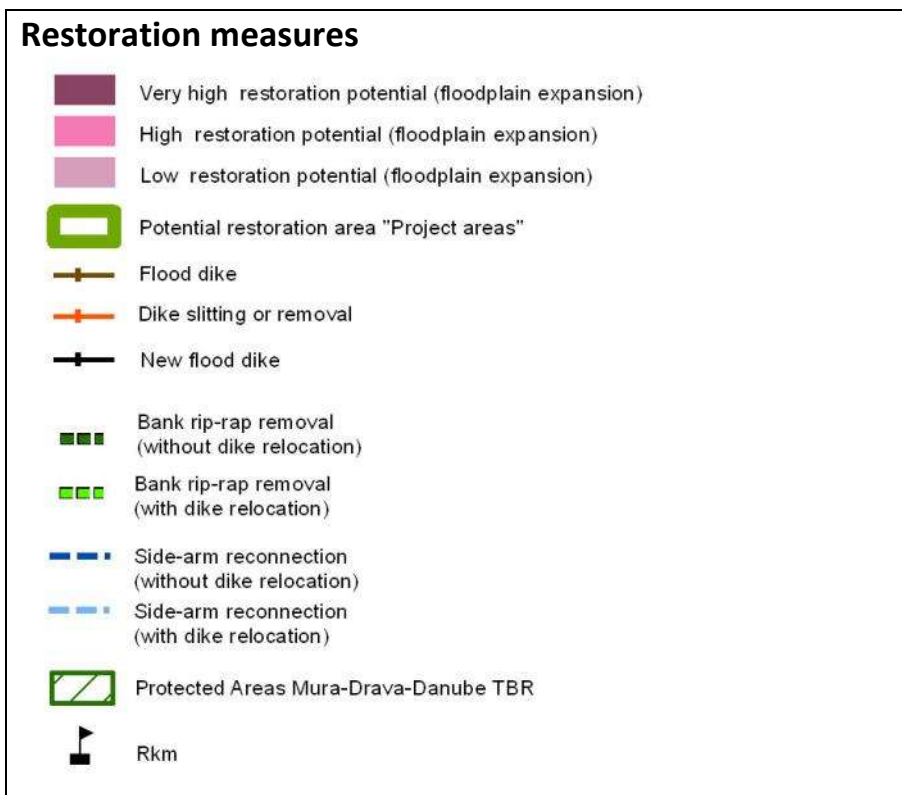 Restoration measures
Very high restoration potential (floodplain expansion)
High restoration potential (floodplain expansion)
Low restoration potential (floodplain expansion)
Potential restoration area "Project areas"
Flood dike
Dike slitting or removal
New flood dike
Bank rip-rap removal
(without dike relocation)
Bank rip-rap removal
(with dike relocation)
Side-arm reconnection
(without dike relocation)
Side-arm reconnection
(with dike relocation)
Protected Areas Mura-Drava-Danube TBR
Rkm